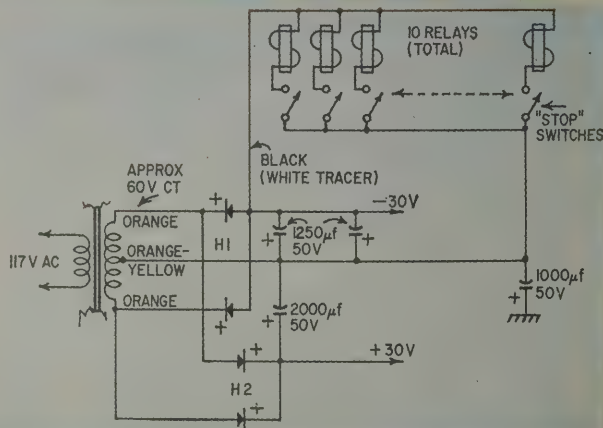 10 RELAYS
(TOTAL)
"STOP"
SWITCHES
BLACK
(WHITE TRACER)
APPROX
60V CT
+
-30V
ORANGE
H1
+
1250µf
50V
+
117V AC
ORANGE-
YELLOW
1000µf
50V
+
ORANGE
+
+
2000µf
50V
+
+30V
H2
+